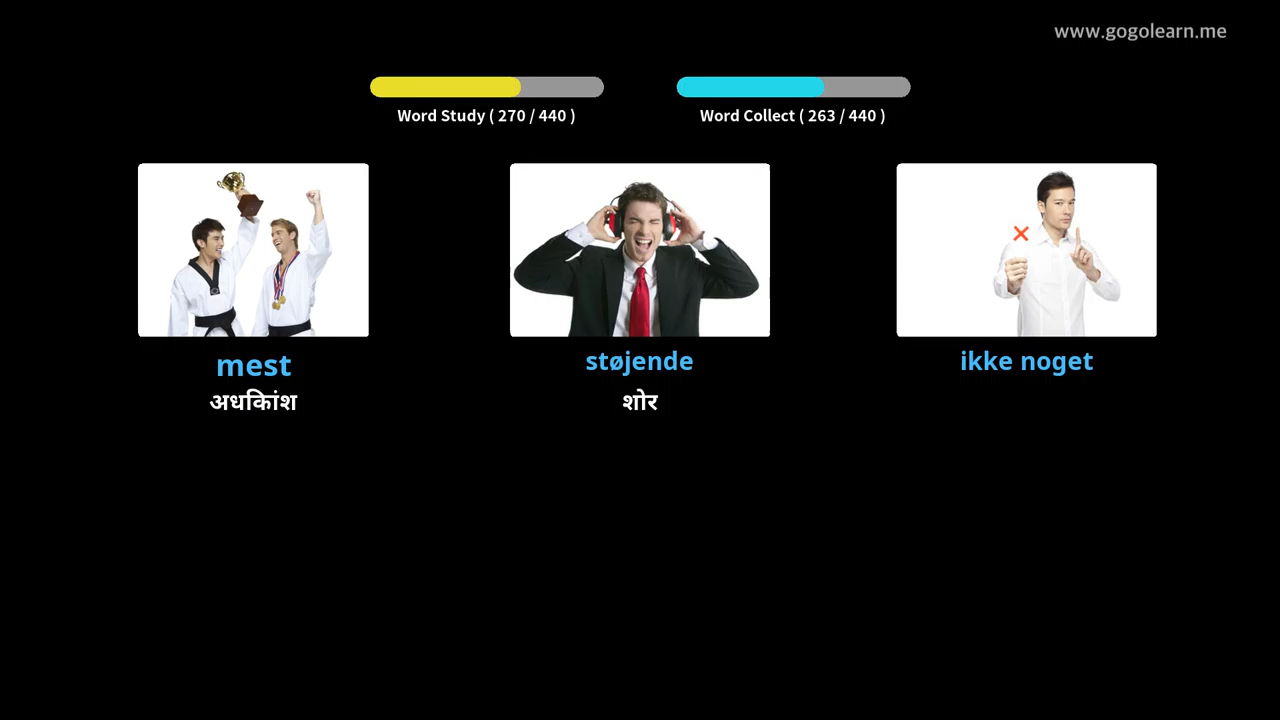 www.gogolearn.me
Word Study ( 270 / 440 )
Word Collect ( 263 / 440 )
mest
støjende
ikke noget
अधिकांश
शोर